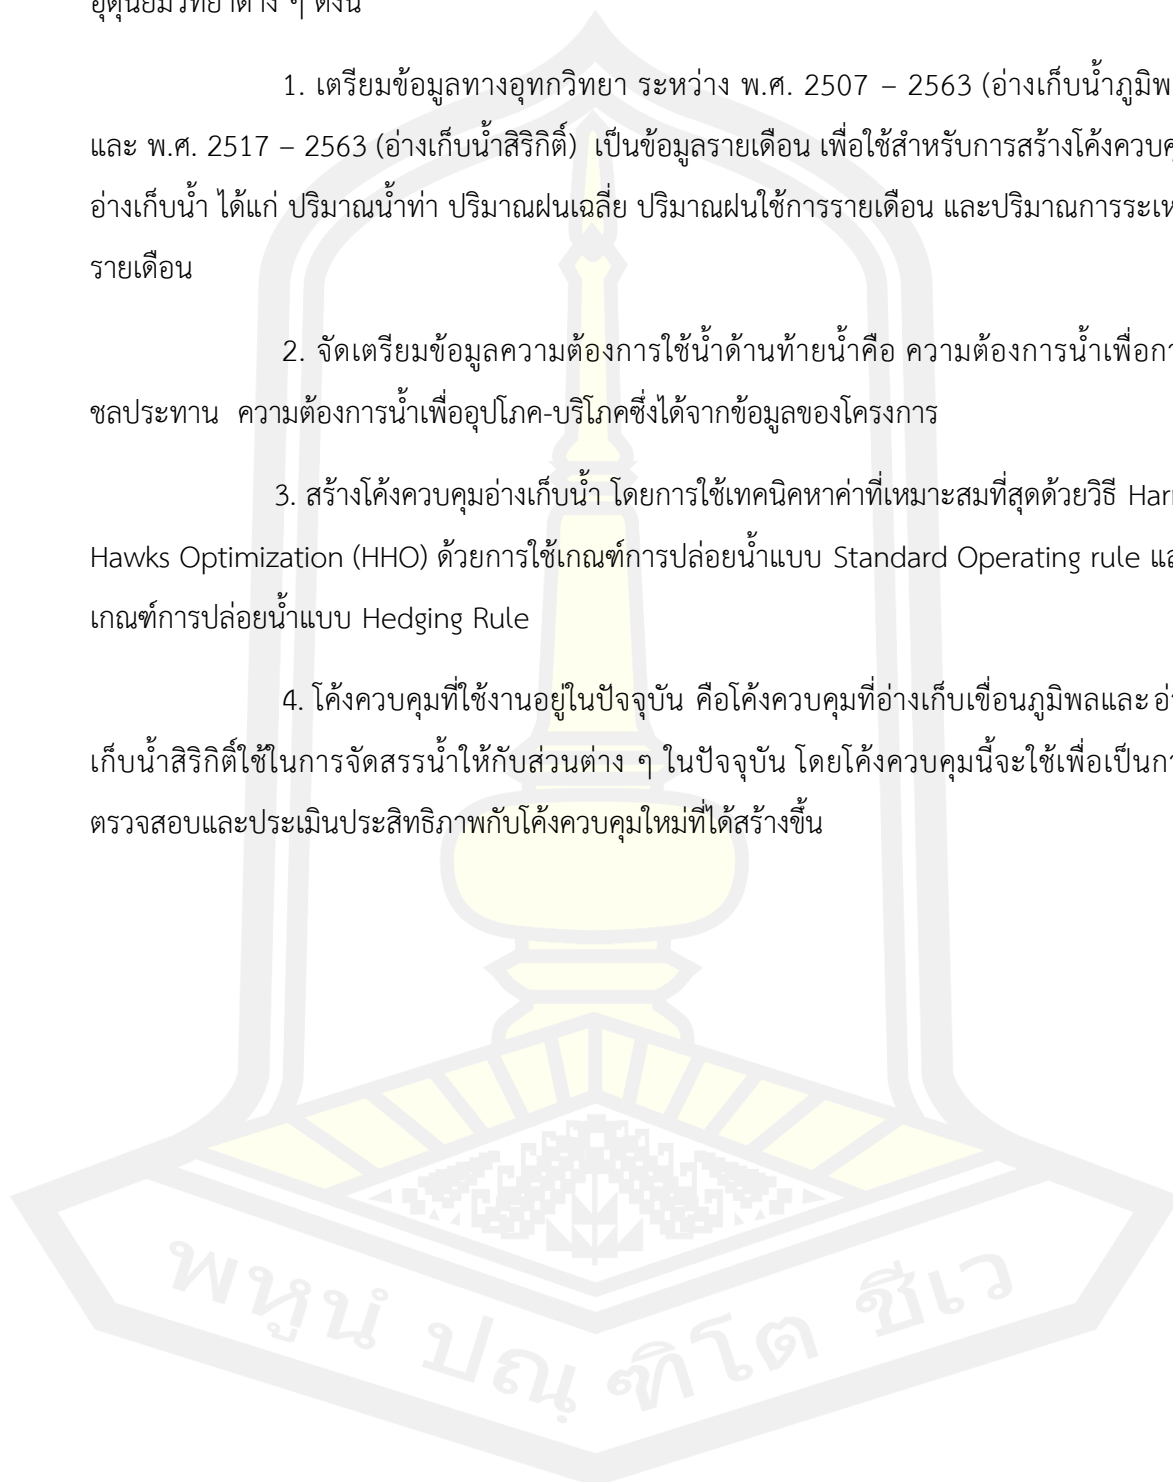 1. เตรียมข้อมูลทางอุทกวิทยา ระหว่าง พ.ศ. 2507 – 2563 (อ่างเก็บน้ำภูมิพ
และ พ.ศ. 2517 – 2563 (อ่างเก็บน้ำสิริกิติ์) เป็นข้อมูลรายเดือน เพื่อใช้สำหรับการสร้างโค้งควบค
อ่างเก็บน้ำ ได้แก่ ปริมาณน้ำท่า ปริมาณฝนเฉลี่ย ปริมาณฝนใช้การรายเดือน และปริมาณการระเห
รายเดือน
2. จัดเตรียมข้อมูลความต้องการใช้น้ำด้านท้ายน้ำคือ ความต้องการน้ำเพื่อกา
ชลประทาน ความต้องการน้ำเพื่ออุปโภค-บริโภคซึ่งได้จากข้อมูลของโครงการ
3. สร้างโค้งควบคุมอ่างเก็บน้ำ โดยการใช้เทคนิคหาค่าที่เหมาะสมที่สุดด้วยวิธี Har
Hawks Optimization (HHO) ด้วยการใช้เกณฑ์การปล่อยน้ำแบบ Standard Operating rule แล
เกณฑ์การปล่อยน้ำแบบ Hedging Rule
4. โค้งควบคุมที่ใช้งานอยู่ในปัจจุบัน คือโค้งควบคุมที่อ่างเก็บเขื่อนภูมิพลและอ่
เก็บน้ำสิริกิติ์ใช้ในการจัดสรรน้ำให้กับส่วนต่าง ๆ ในปัจจุบัน โดยโค้งควบคุมนี้จะใช้เพื่อเป็นกา
ตรวจสอบและประเมินประสิทธิภาพกับโค้งควบคุมใหม่ที่ได้สร้างขึ้น
พหูนํ ปณฺฑิโต ชีเว